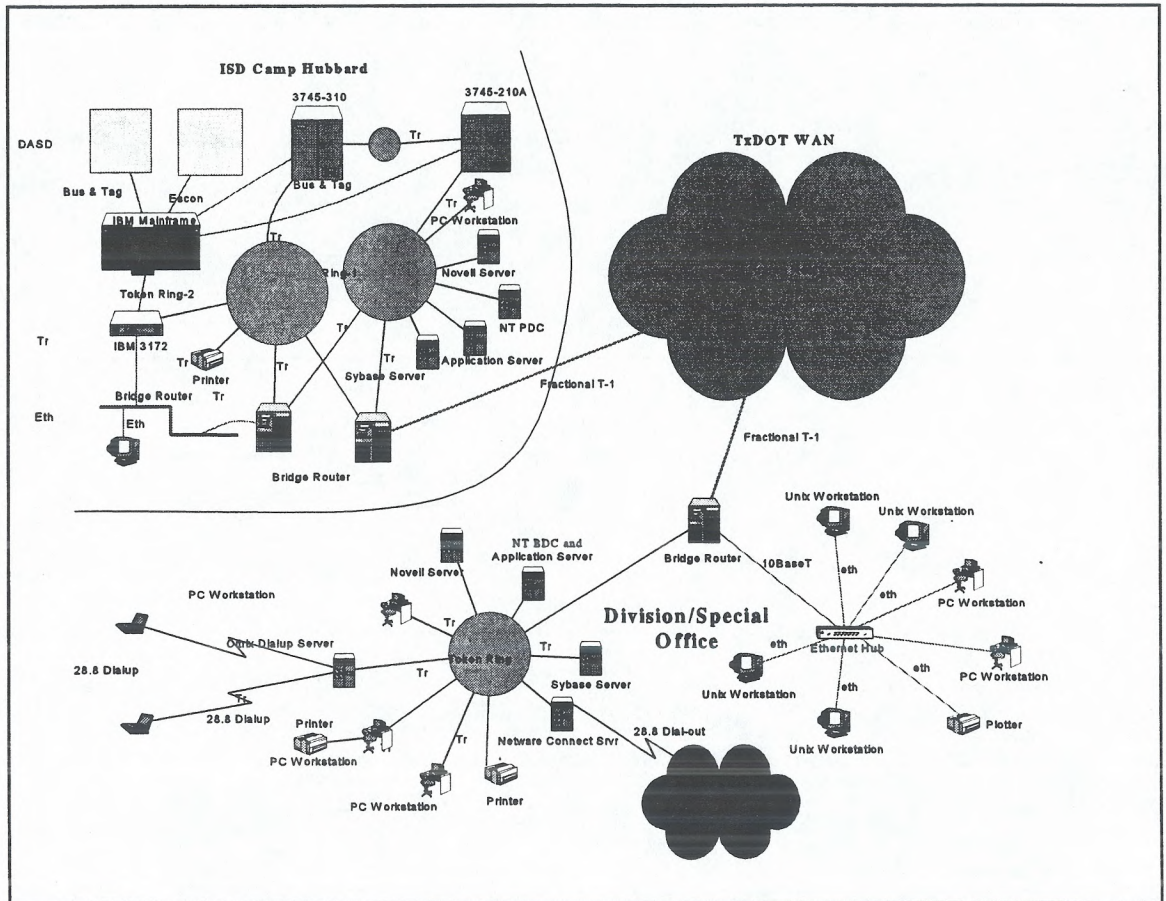 ISD Camp Hubbard
3745-310
3745-210A
Tr
DASD
TxDOT WAN
Bus & Tag
Escon
Bus & Tag
Tr
PC Workstation
IBM Mainframe
Tr
Ring-1
Novell Server
Token Ring-2
NT PDC
Tr
IBM 3172
Tr
Application Server
Tr
Printer
Tr
Tr
Sybase Server
Fractional T-1
Bridge Router
Tr
Eth
Eth
Fractional T-1
Bridge Router
Unix Workstation
Unix Workstation
NT BDC and
Application Server
Novell Server
Bridge Router
10BaseT
eth
eth
PC Workstation
PC Workstation
Division/Special
Office
Tr
Onix Dialup Server
Tr
Ethernet Hub
28.8 Dialup
Tr
Token Ring
Sybase Server
eth
eth
eth
PC Workstation
Unix Workstation
Tr
28.8 Dialup
Printer
Netware Connect Srvr
28.8 Dial-out
Plotter
Tr
PC Workstation
Unix Workstation
PC Workstation
Printer